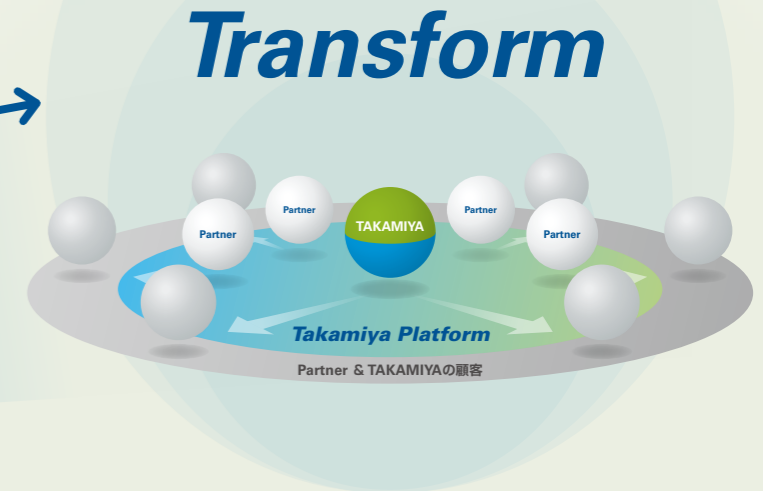 Transform
Partner
Partner
TAKAMIYA
Partner
Partner
Takamiya Platform
Partner & TAKAMIYAの顧客